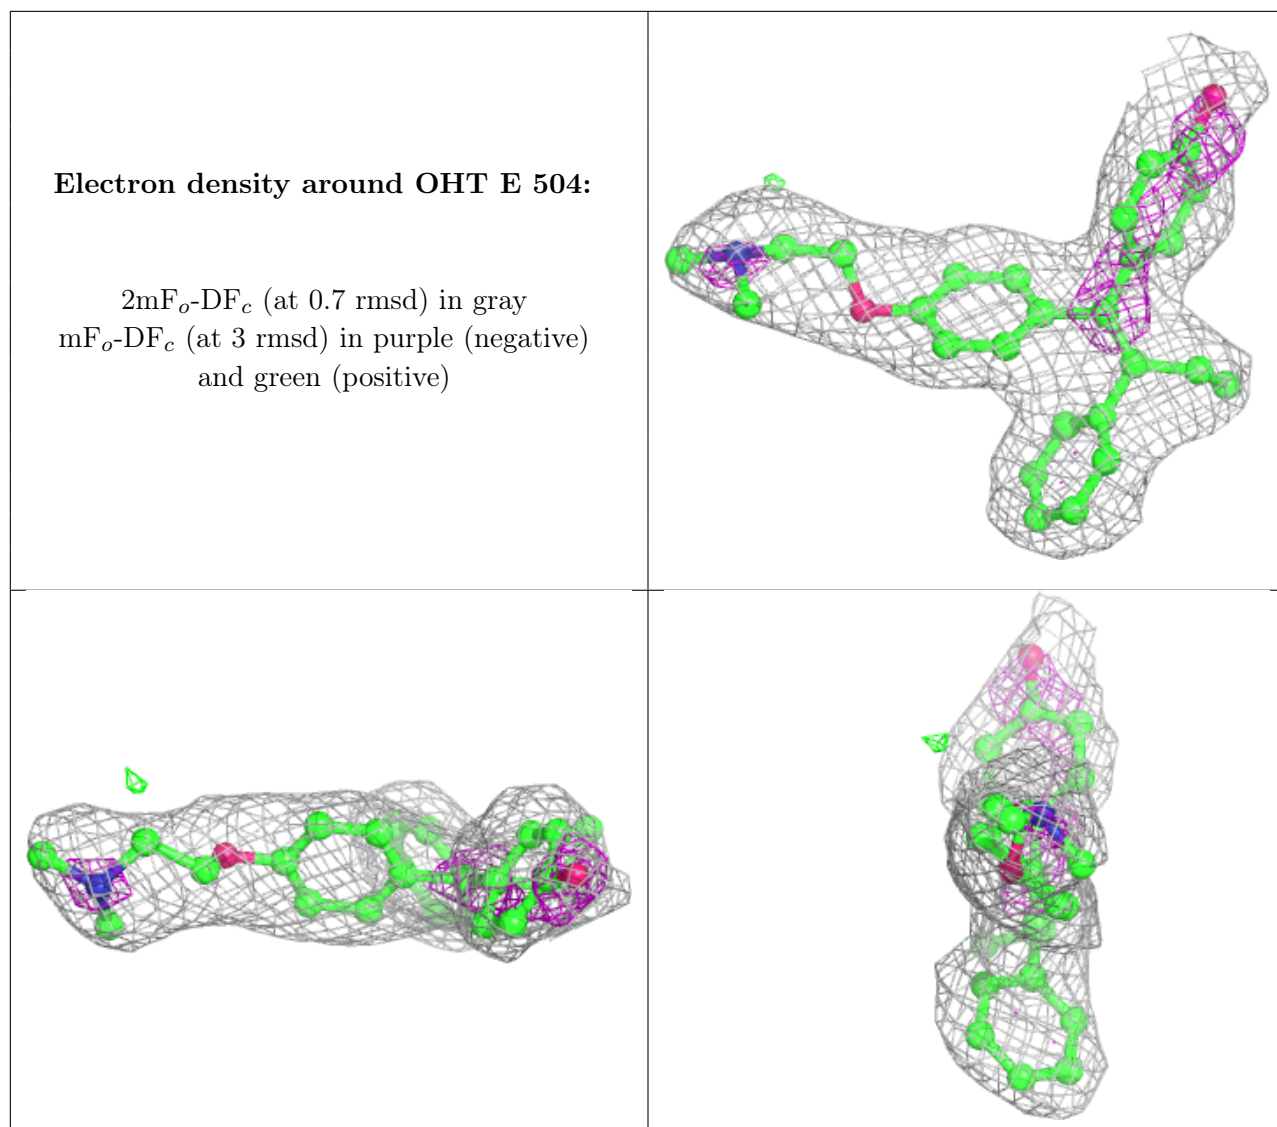 Electron density around OHT E 504:
2mFo-DFc (at 0.7 rmsd) in gray
mFo-DFc (at 3 rmsd) in purple (negative)
and green (positive)